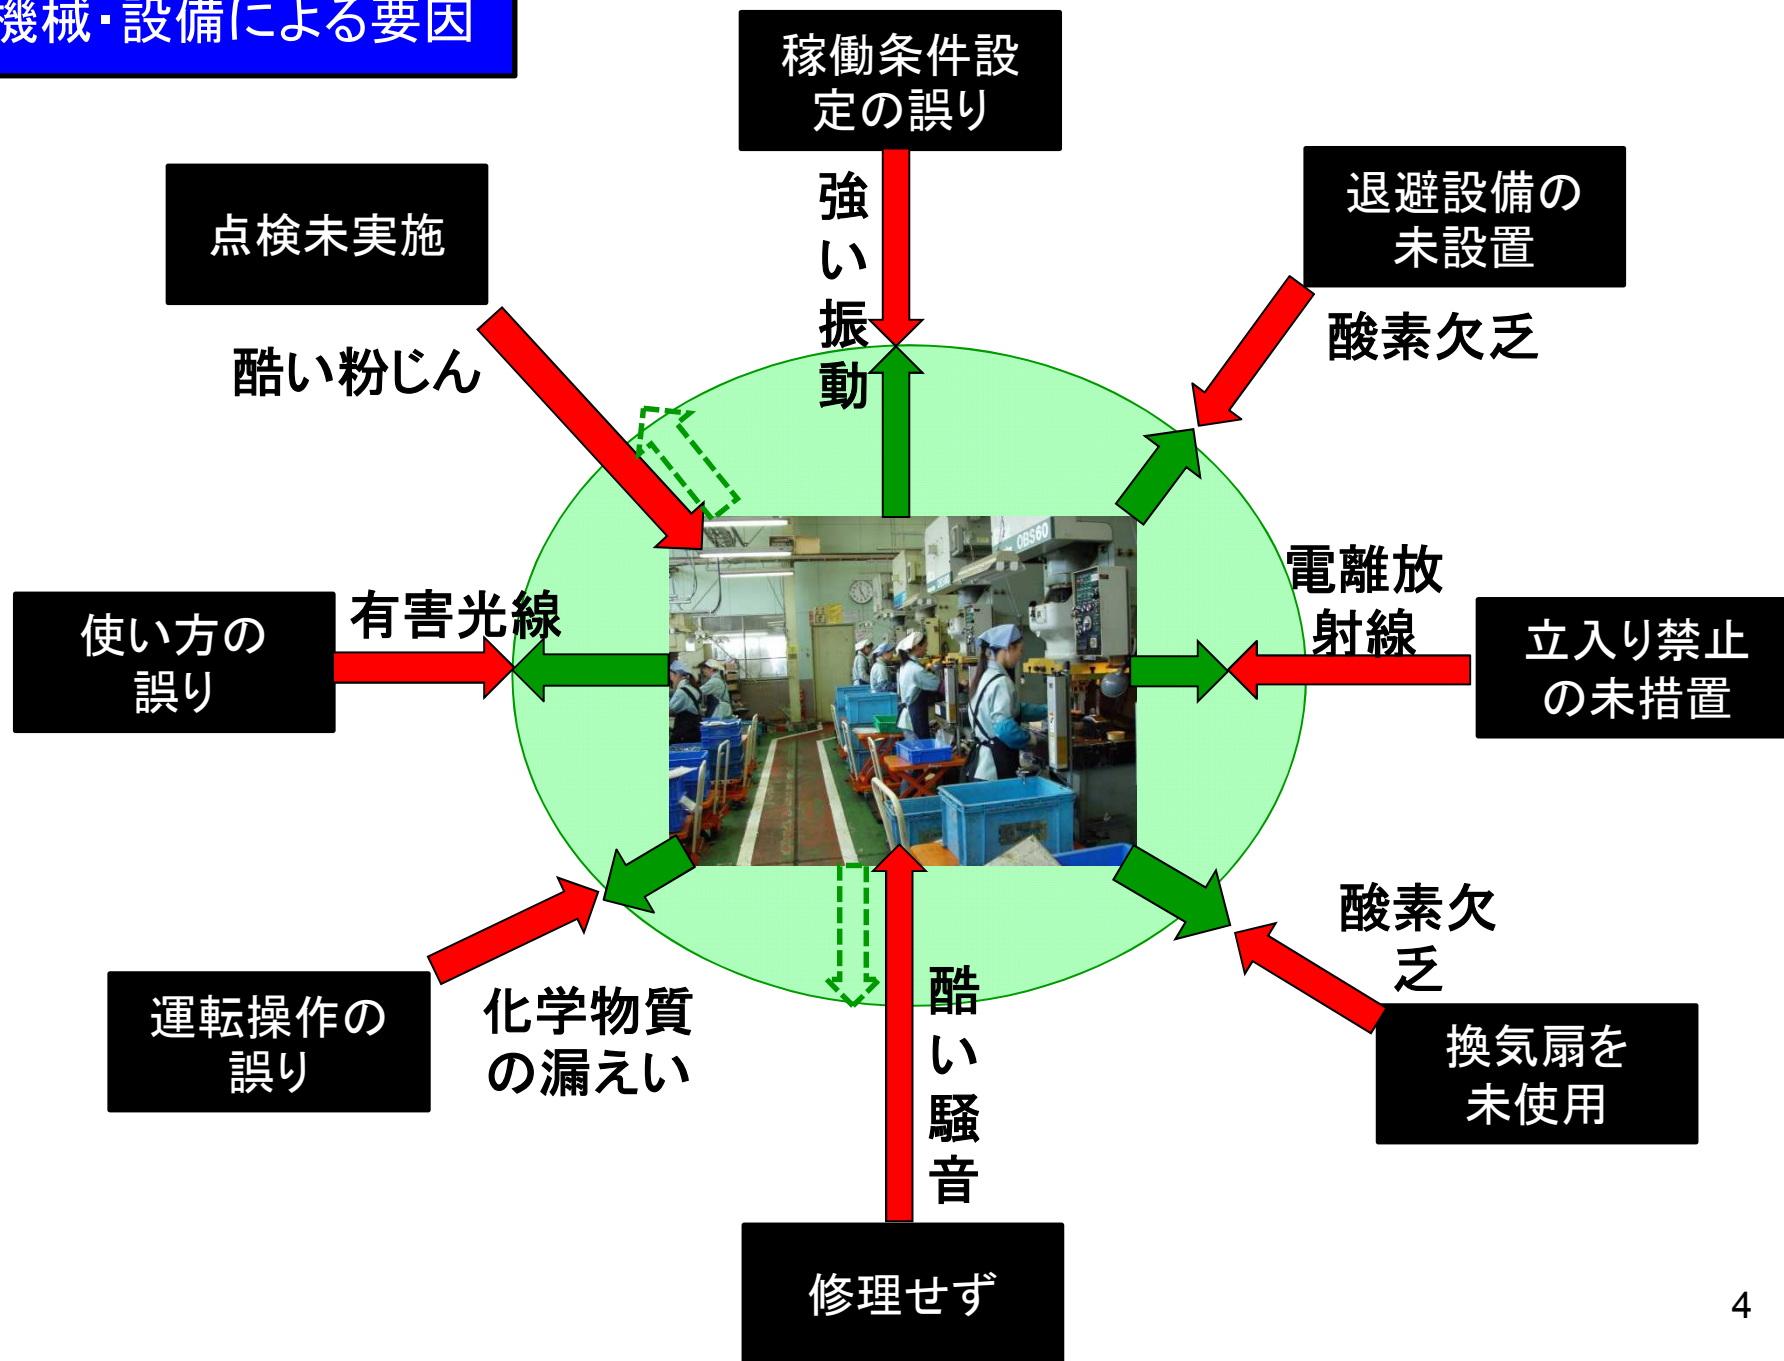 機械・設備による要因
稼働条件設
定の誤り
強い振動
退避設備の
未設置
酸素欠乏
点検未実施
酷い粉じん
OBS60
電離放
射線
立入り禁止
の未措置
使い方の
誤り
有害光線
酸素欠
乏
換気扇を
未使用
運転操作の
誤り
化学物質
の漏えい
酷い騒音
修理せず
4